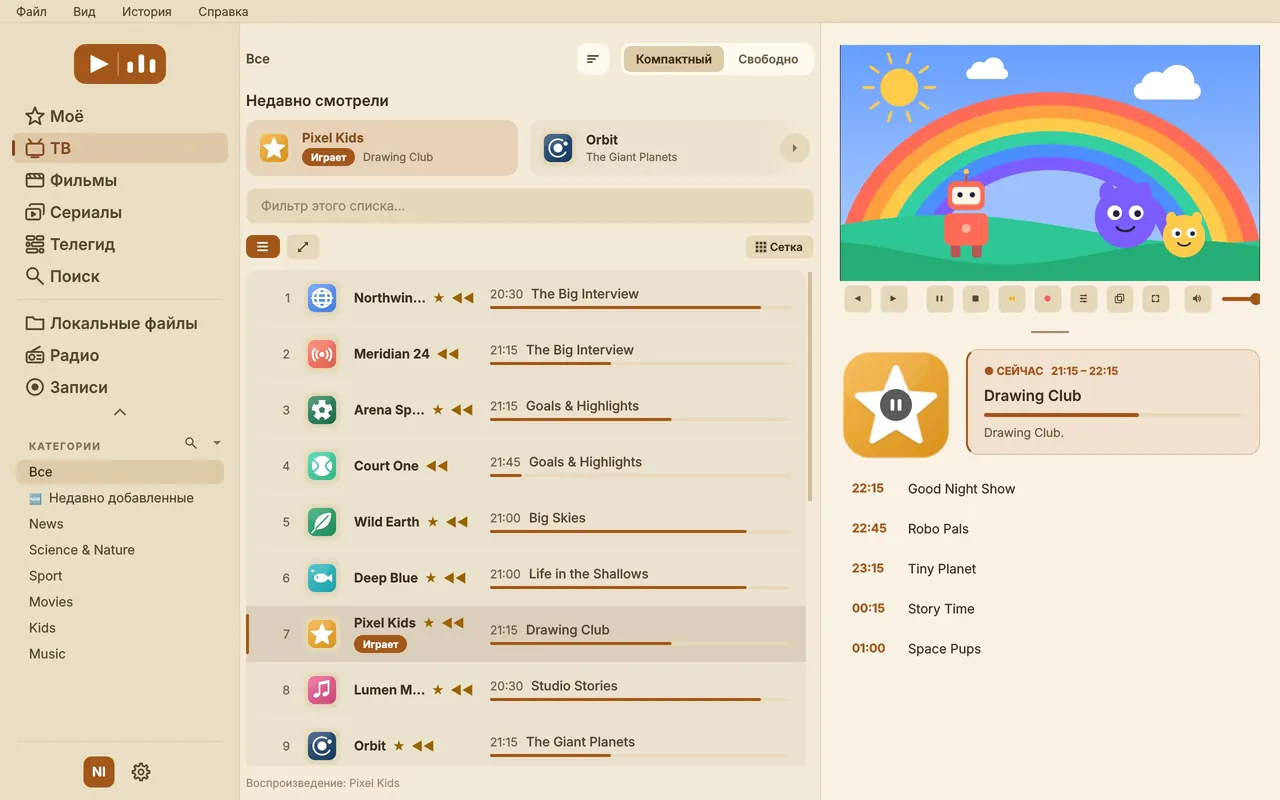 Файл Вид История Справка
Моё
ТВ
Фильмы
Сериалы
Телегид
Поиск
Локальные файлы
Радио
Записи
КАТЕГОРИИ
Все
Недавно добавленные
News
Science & Nature
Sport
Movies
Kids
Music
NI
Все
Компактный Свободно
Недавно смотрели
Pixel Kids
Играет Drawing Club
Orbit
The Giant Planets
Фильтр этого списка...
Сетка
1 Northwin... 20:30 The Big Interview
2 Meridian 24 21:15 The Big Interview
3 Arena Sp... 21:15 Goals & Highlights
4 Court One 21:45 Goals & Highlights
5 Wild Earth 21:00 Big Skies
6 Deep Blue 21:00 Life in the Shallows
7 Pixel Kids 21:15 Drawing Club
Играет
8 Lumen M... 20:30 Studio Stories
9 Orbit 21:15 The Giant Planets
Воспроизведение: Pixel Kids
СЕЙЧАС 21:15 – 22:15
Drawing Club
Drawing Club.
22:15 Good Night Show
22:45 Robo Pals
23:15 Tiny Planet
00:15 Story Time
01:00 Space Pups